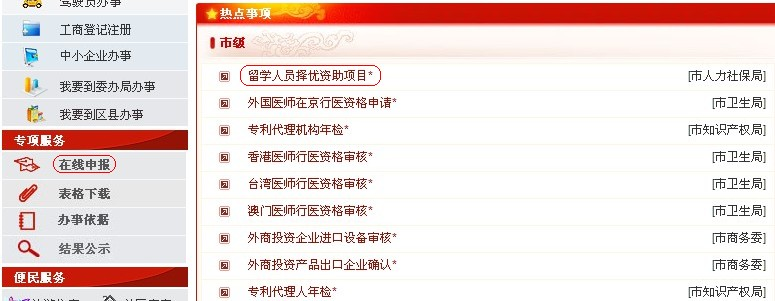 驾驶员办事
工商登记注册
中小企业办事
我要到委办局办事
我要到区县办事
专项服务
在线申报
表格下载
办事依据
结果公示
便民服务
热点事项
市级
留学人员择优资助项目* [市人力社保局]
外国医师在京行医资格申请* [市卫生局]
专利代理机构年检* [市知识产权局]
香港医师行医资格审核* [市卫生局]
台湾医师行医资格审核* [市卫生局]
澳门医师行医资格审核* [市卫生局]
外商投资企业进口设备审核* [市商务委]
外商投资产品出口企业确认* [市商务委]
专利代理人年检* [市知识产权局]